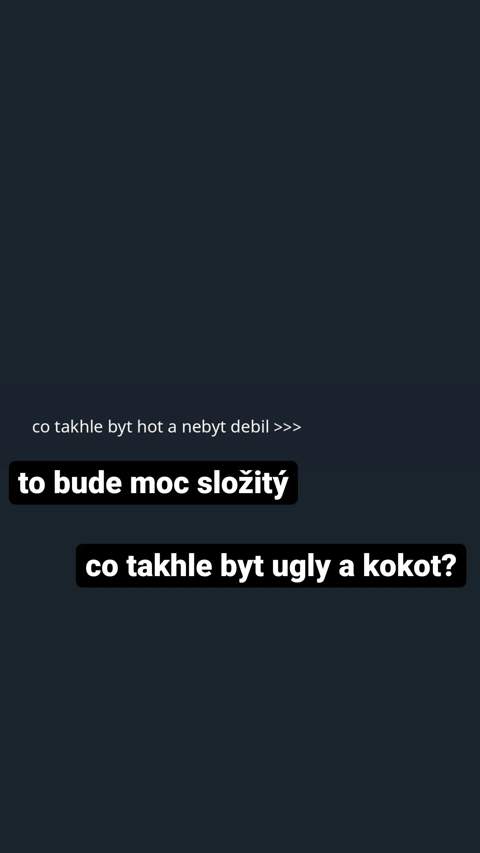 co takhle byt hot a nebyt debil >>>
to bude moc složitý
co takhle byt ugly a kokot?